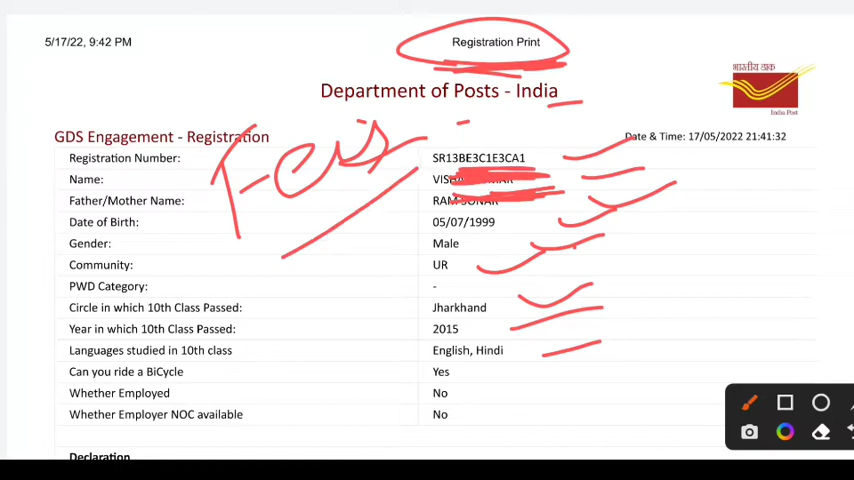 5/17/22, 9:42 PM
Registration Print
भारतीय डाक
India Post
Department of Posts - India
GDS Engagement - Registration
Date & Time: 17/05/2022 21:41:32
Registration Number: SR13BE3C1E3CA1
Name:
Father/Mother Name: RAM SONAR
Date of Birth: 05/07/1999
Gender: Male
Community: UR
PWD Category: -
Circle in which 10th Class Passed: Jharkhand
Year in which 10th Class Passed: 2015
Languages studied in 10th class English, Hindi
Can you ride a BiCycle Yes
Whether Employed No
Whether Employer NOC available No
Declaration